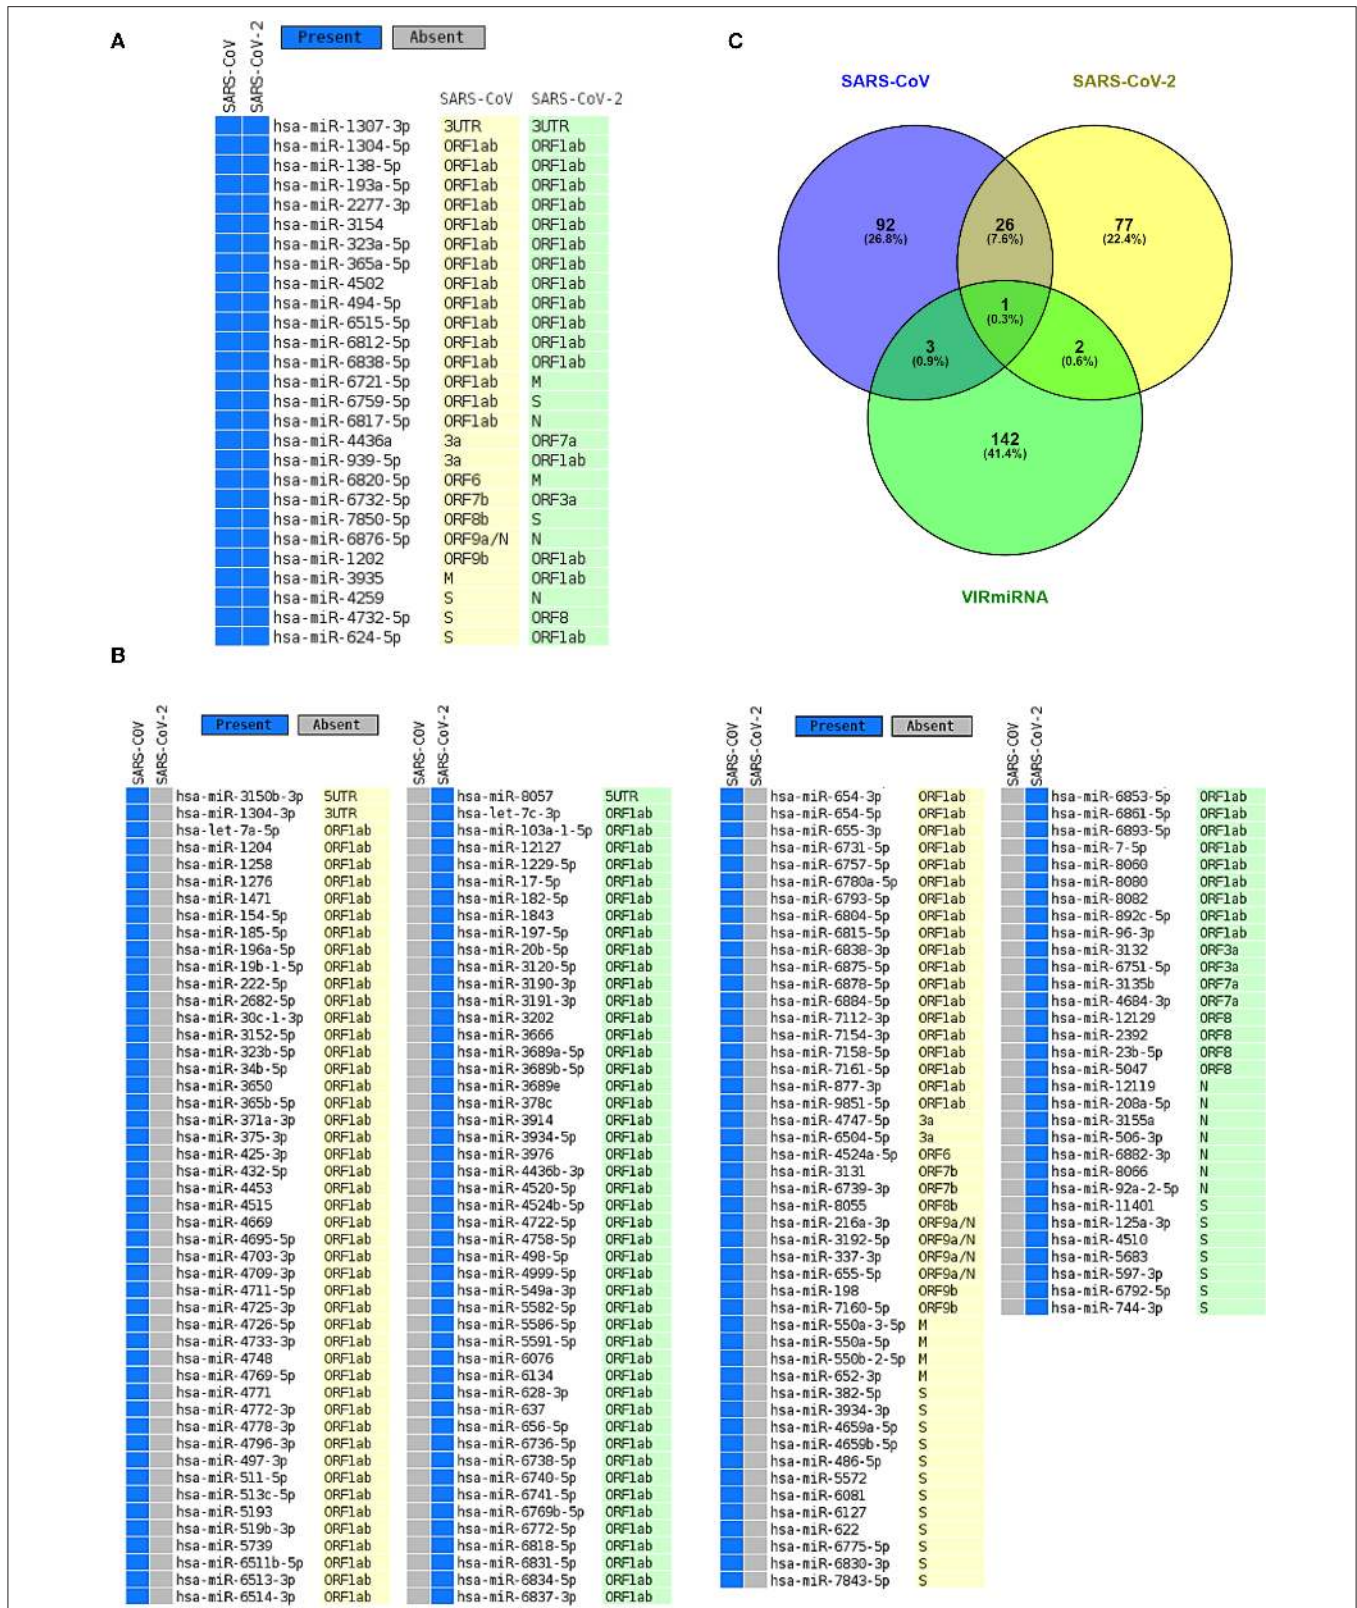 A
SARS-CoV
SARS-CoV-2
Present Absent
SARS-CoV SARS-CoV-2
hsa-miR-1307-3p 3UTR 3UTR
hsa-miR-1304-5p ORF1ab ORF1ab
hsa-miR-138-5p ORF1ab ORF1ab
hsa-miR-193a-5p ORF1ab ORF1ab
hsa-miR-2277-3p ORF1ab ORF1ab
hsa-miR-3154 ORF1ab ORF1ab
hsa-miR-323a-5p ORF1ab ORF1ab
hsa-miR-365a-5p ORF1ab ORF1ab
hsa-miR-4502 ORF1ab ORF1ab
hsa-miR-494-5p ORF1ab ORF1ab
hsa-miR-6515-5p ORF1ab ORF1ab
hsa-miR-6812-5p ORF1ab ORF1ab
hsa-miR-6838-5p ORF1ab ORF1ab
hsa-miR-6721-5p ORF1ab M
hsa-miR-6759-5p ORF1ab S
hsa-miR-6817-5p ORF1ab N
hsa-miR-4436a 3a ORF7a
hsa-miR-939-5p 3a ORF1ab
hsa-miR-6820-5p ORF6 M
hsa-miR-6732-5p ORF7b ORF3a
hsa-miR-7850-5p ORF8b S
hsa-miR-6876-5p ORF9a/N N
hsa-miR-1202 ORF9b ORF1ab
hsa-miR-3935 M ORF1ab
hsa-miR-4259 S N
hsa-miR-4732-5p S ORF8
hsa-miR-624-5p S ORF1ab
C
SARS-CoV SARS-CoV-2
92 26 77
(26.8%) (7.6%) (22.4%)
1
(0.3%)
3 2
(0.9%) (0.6%)
142
(41.4%)
VIRmiRNA
B
SARS-COV
SARS-CoV-2
Present Absent
hsa-miR-3150b-3p 5UTR
hsa-miR-1304-3p 3UTR
hsa-let-7a-5p ORF1ab
hsa-miR-1204 ORF1ab
hsa-miR-1258 ORF1ab
hsa-miR-1276 ORF1ab
hsa-miR-1471 ORF1ab
hsa-miR-154-5p ORF1ab
hsa-miR-185-5p ORF1ab
hsa-miR-196a-5p ORF1ab
hsa-miR-19b-1-5p ORF1ab
hsa-miR-222-5p ORF1ab
hsa-miR-2682-5p ORF1ab
hsa-miR-30c-1-3p ORF1ab
hsa-miR-3152-5p ORF1ab
hsa-miR-323b-5p ORF1ab
hsa-miR-34b-5p ORF1ab
hsa-miR-3650 ORF1ab
hsa-miR-365b-5p ORF1ab
hsa-miR-371a-3p ORF1ab
hsa-miR-375-3p ORF1ab
hsa-miR-425-3p ORF1ab
hsa-miR-432-5p ORF1ab
hsa-miR-4453 ORF1ab
hsa-miR-4515 ORF1ab
hsa-miR-4669 ORF1ab
hsa-miR-4695-5p ORF1ab
hsa-miR-4703-3p ORF1ab
hsa-miR-4709-3p ORF1ab
hsa-miR-4711-5p ORF1ab
hsa-miR-4725-3p ORF1ab
hsa-miR-4726-5p ORF1ab
hsa-miR-4733-3p ORF1ab
hsa-miR-4748 ORF1ab
hsa-miR-4769-5p ORF1ab
hsa-miR-4771 ORF1ab
hsa-miR-4772-3p ORF1ab
hsa-miR-4778-3p ORF1ab
hsa-miR-4796-3p ORF1ab
hsa-miR-497-3p ORF1ab
hsa-miR-511-5p ORF1ab
hsa-miR-513c-5p ORF1ab
hsa-miR-5193 ORF1ab
hsa-miR-519b-3p ORF1ab
hsa-miR-5739 ORF1ab
hsa-miR-6511b-5p ORF1ab
hsa-miR-6513-3p ORF1ab
hsa-miR-6514-3p ORF1ab
SARS-COV
SARS-CoV-2
hsa-miR-8057 5UTR
hsa-let-7c-3p ORF1ab
hsa-miR-103a-1-5p ORF1ab
hsa-miR-12127 ORF1ab
hsa-miR-1229-5p ORF1ab
hsa-miR-17-5p ORF1ab
hsa-miR-182-5p ORF1ab
hsa-miR-1843 ORF1ab
hsa-miR-197-5p ORF1ab
hsa-miR-20b-5p ORF1ab
hsa-miR-3120-5p ORF1ab
hsa-miR-3190-3p ORF1ab
hsa-miR-3191-3p ORF1ab
hsa-miR-3202 ORF1ab
hsa-miR-3666 ORF1ab
hsa-miR-3689a-5p ORF1ab
hsa-miR-3689b-5p ORF1ab
hsa-miR-3689e ORF1ab
hsa-miR-378c ORF1ab
hsa-miR-3914 ORF1ab
hsa-miR-3934-5p ORF1ab
hsa-miR-3976 ORF1ab
hsa-miR-4436b-3p ORF1ab
hsa-miR-4520-5p ORF1ab
hsa-miR-4524b-5p ORF1ab
hsa-miR-4722-5p ORF1ab
hsa-miR-4758-5p ORF1ab
hsa-miR-498-5p ORF1ab
hsa-miR-4999-5p ORF1ab
hsa-miR-549a-3p ORF1ab
hsa-miR-5582-5p ORF1ab
hsa-miR-5586-5p ORF1ab
hsa-miR-5591-5p ORF1ab
hsa-miR-6076 ORF1ab
hsa-miR-6134 ORF1ab
hsa-miR-628-3p ORF1ab
hsa-miR-637 ORF1ab
hsa-miR-656-5p ORF1ab
hsa-miR-6736-5p ORF1ab
hsa-miR-6738-5p ORF1ab
hsa-miR-6740-5p ORF1ab
hsa-miR-6741-5p ORF1ab
hsa-miR-6769b-5p ORF1ab
hsa-miR-6772-5p ORF1ab
hsa-miR-6818-5p ORF1ab
hsa-miR-6831-5p ORF1ab
hsa-miR-6834-5p ORF1ab
hsa-miR-6837-3p ORF1ab
SARS-COV
SARS-CoV-2
Present Absent
hsa-miR-654-3p ORF1ab
hsa-miR-654-5p ORF1ab
hsa-miR-655-3p ORF1ab
hsa-miR-6731-5p ORF1ab
hsa-miR-6757-5p ORF1ab
hsa-miR-6780a-5p ORF1ab
hsa-miR-6793-5p ORF1ab
hsa-miR-6804-5p ORF1ab
hsa-miR-6815-5p ORF1ab
hsa-miR-6838-3p ORF1ab
hsa-miR-6875-5p ORF1ab
hsa-miR-6878-5p ORF1ab
hsa-miR-6884-5p ORF1ab
hsa-miR-7112-3p ORF1ab
hsa-miR-7154-3p ORF1ab
hsa-miR-7158-5p ORF1ab
hsa-miR-7161-5p ORF1ab
hsa-miR-877-3p ORF1ab
hsa-miR-9851-5p ORF1ab
hsa-miR-4747-5p 3a
hsa-miR-6504-5p 3a
hsa-miR-4524a-5p ORF6
hsa-miR-3131 ORF7b
hsa-miR-6739-3p ORF7b
hsa-miR-8055 ORF8b
hsa-miR-216a-3p ORF9a/N
hsa-miR-3192-5p ORF9a/N
hsa-miR-337-3p ORF9a/N
hsa-miR-655-5p ORF9a/N
hsa-miR-198 ORF9b
hsa-miR-7160-5p ORF9b
hsa-miR-550a-3-5p M
hsa-miR-550a-5p M
hsa-miR-550b-2-5p M
hsa-miR-652-3p M
hsa-miR-382-5p S
hsa-miR-3934-3p S
hsa-miR-4659a-5p S
hsa-miR-4659b-5p S
hsa-miR-486-5p S
hsa-miR-5572 S
hsa-miR-6081 S
hsa-miR-6127 S
hsa-miR-622 S
hsa-miR-6775-5p S
hsa-miR-6830-3p S
hsa-miR-7843-5p S
SARS-COV
SARS-CoV-2
hsa-miR-6853-5p ORF1ab
hsa-miR-6861-5p ORF1ab
hsa-miR-6893-5p ORF1ab
hsa-miR-7-5p ORF1ab
hsa-miR-8060 ORF1ab
hsa-miR-8080 ORF1ab
hsa-miR-8082 ORF1ab
hsa-miR-892c-5p ORF1ab
hsa-miR-96-3p ORF1ab
hsa-miR-3132 ORF3a
hsa-miR-6751-5p ORF3a
hsa-miR-3135b ORF7a
hsa-miR-4684-3p ORF7a
hsa-miR-12129 ORF8
hsa-miR-2392 ORF8
hsa-miR-23b-5p ORF8
hsa-miR-5047 ORF8
hsa-miR-12119 N
hsa-miR-208a-5p N
hsa-miR-3155a N
hsa-miR-506-3p N
hsa-miR-6882-3p N
hsa-miR-8066 N
hsa-miR-92a-2-5p N
hsa-miR-11401 S
hsa-miR-125a-3p S
hsa-miR-4510 S
hsa-miR-5683 S
hsa-miR-597-3p S
hsa-miR-6792-5p S
hsa-miR-744-3p S